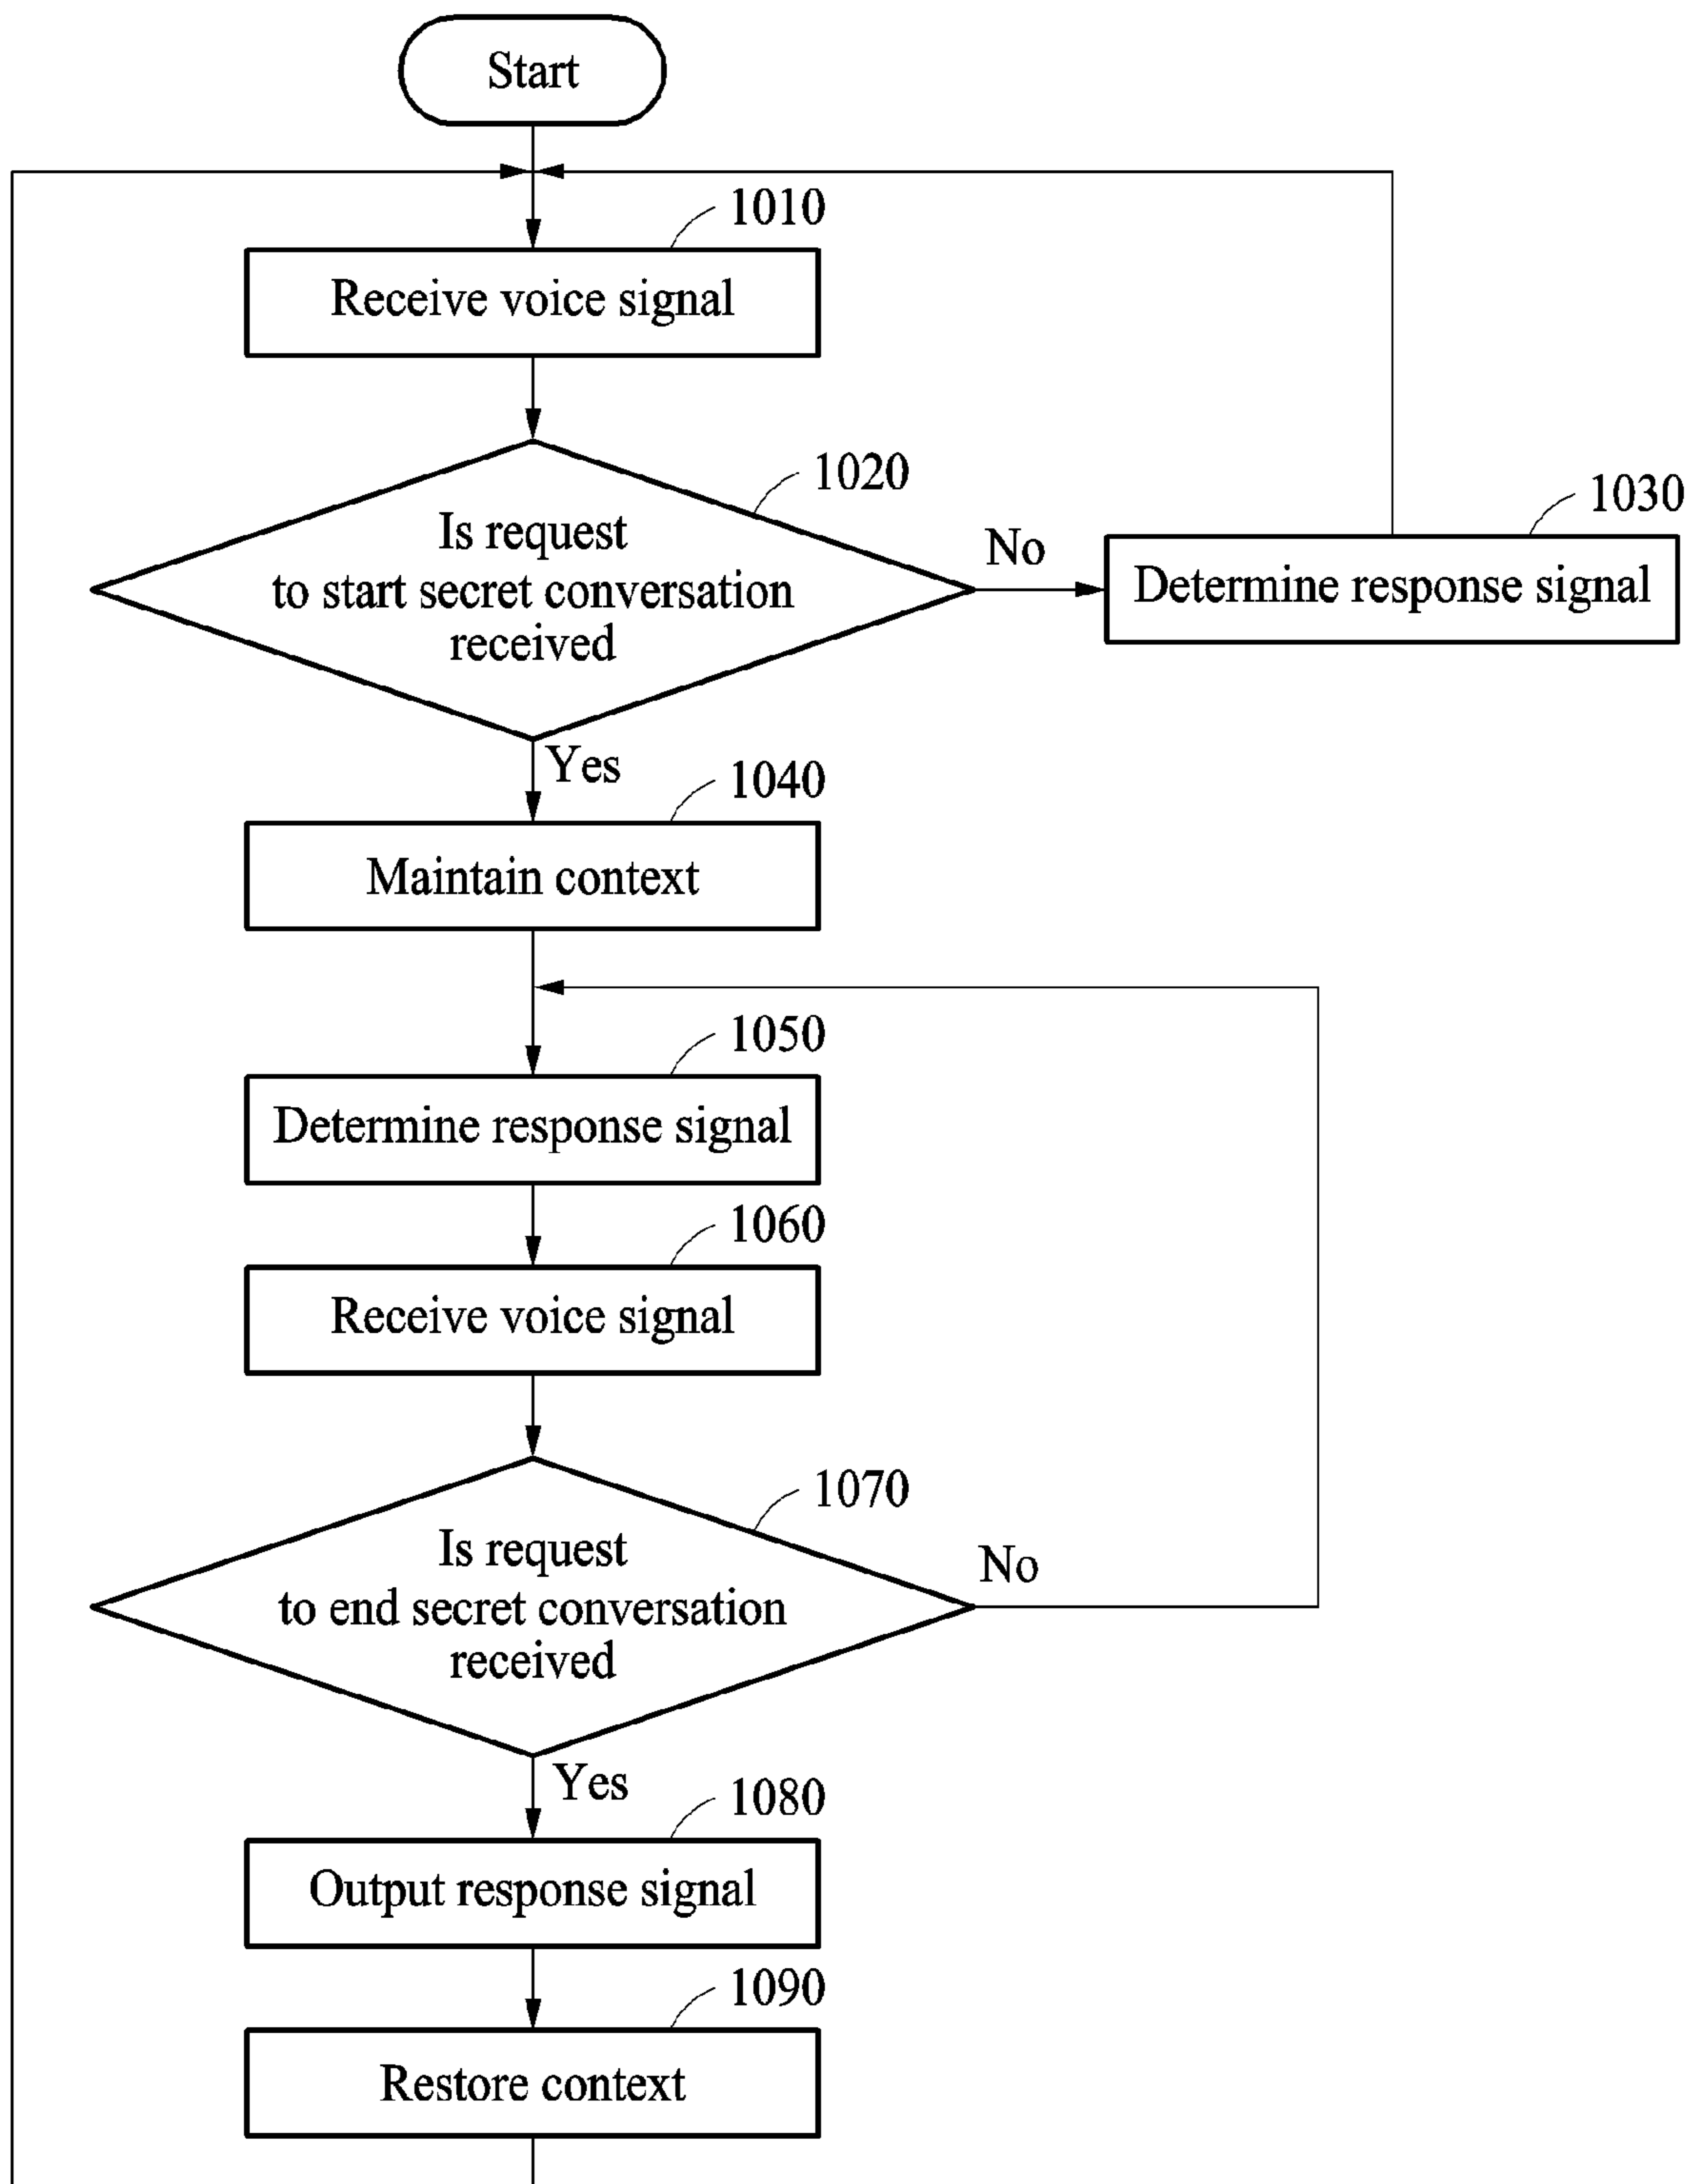 Start
1010
Receive voice signal
1020
Is request
to start secret conversation
received
No
1030
Determine response signal
Yes
1040
Maintain context
1050
Determine response signal
1060
Receive voice signal
1070
Is request
to end secret conversation
received
No
Yes
1080
Output response signal
1090
Restore context